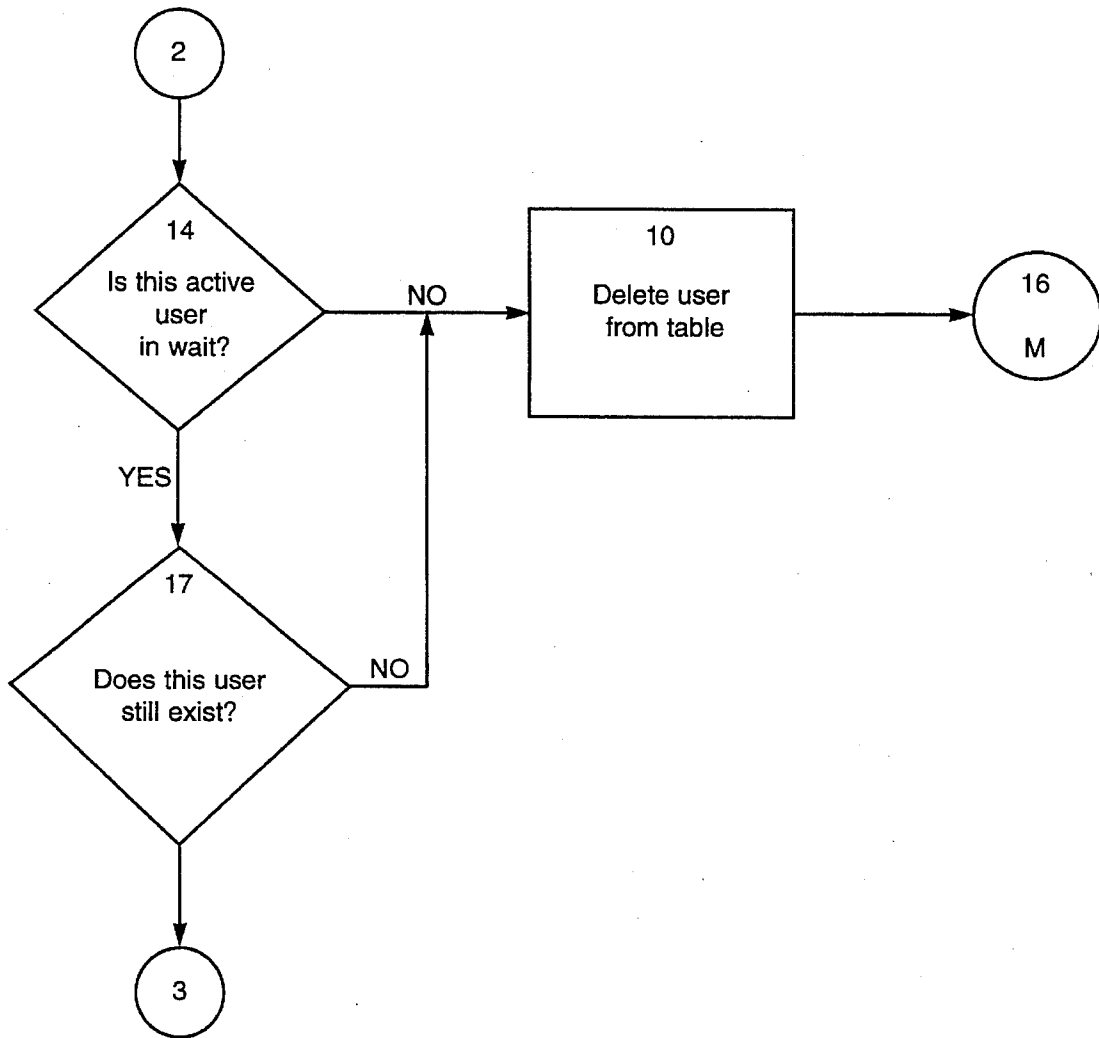 2
14
Is this active
user
in wait?
NO
10
Delete user
from table
16
M
YES
17
Does this user
still exist?
NO
3